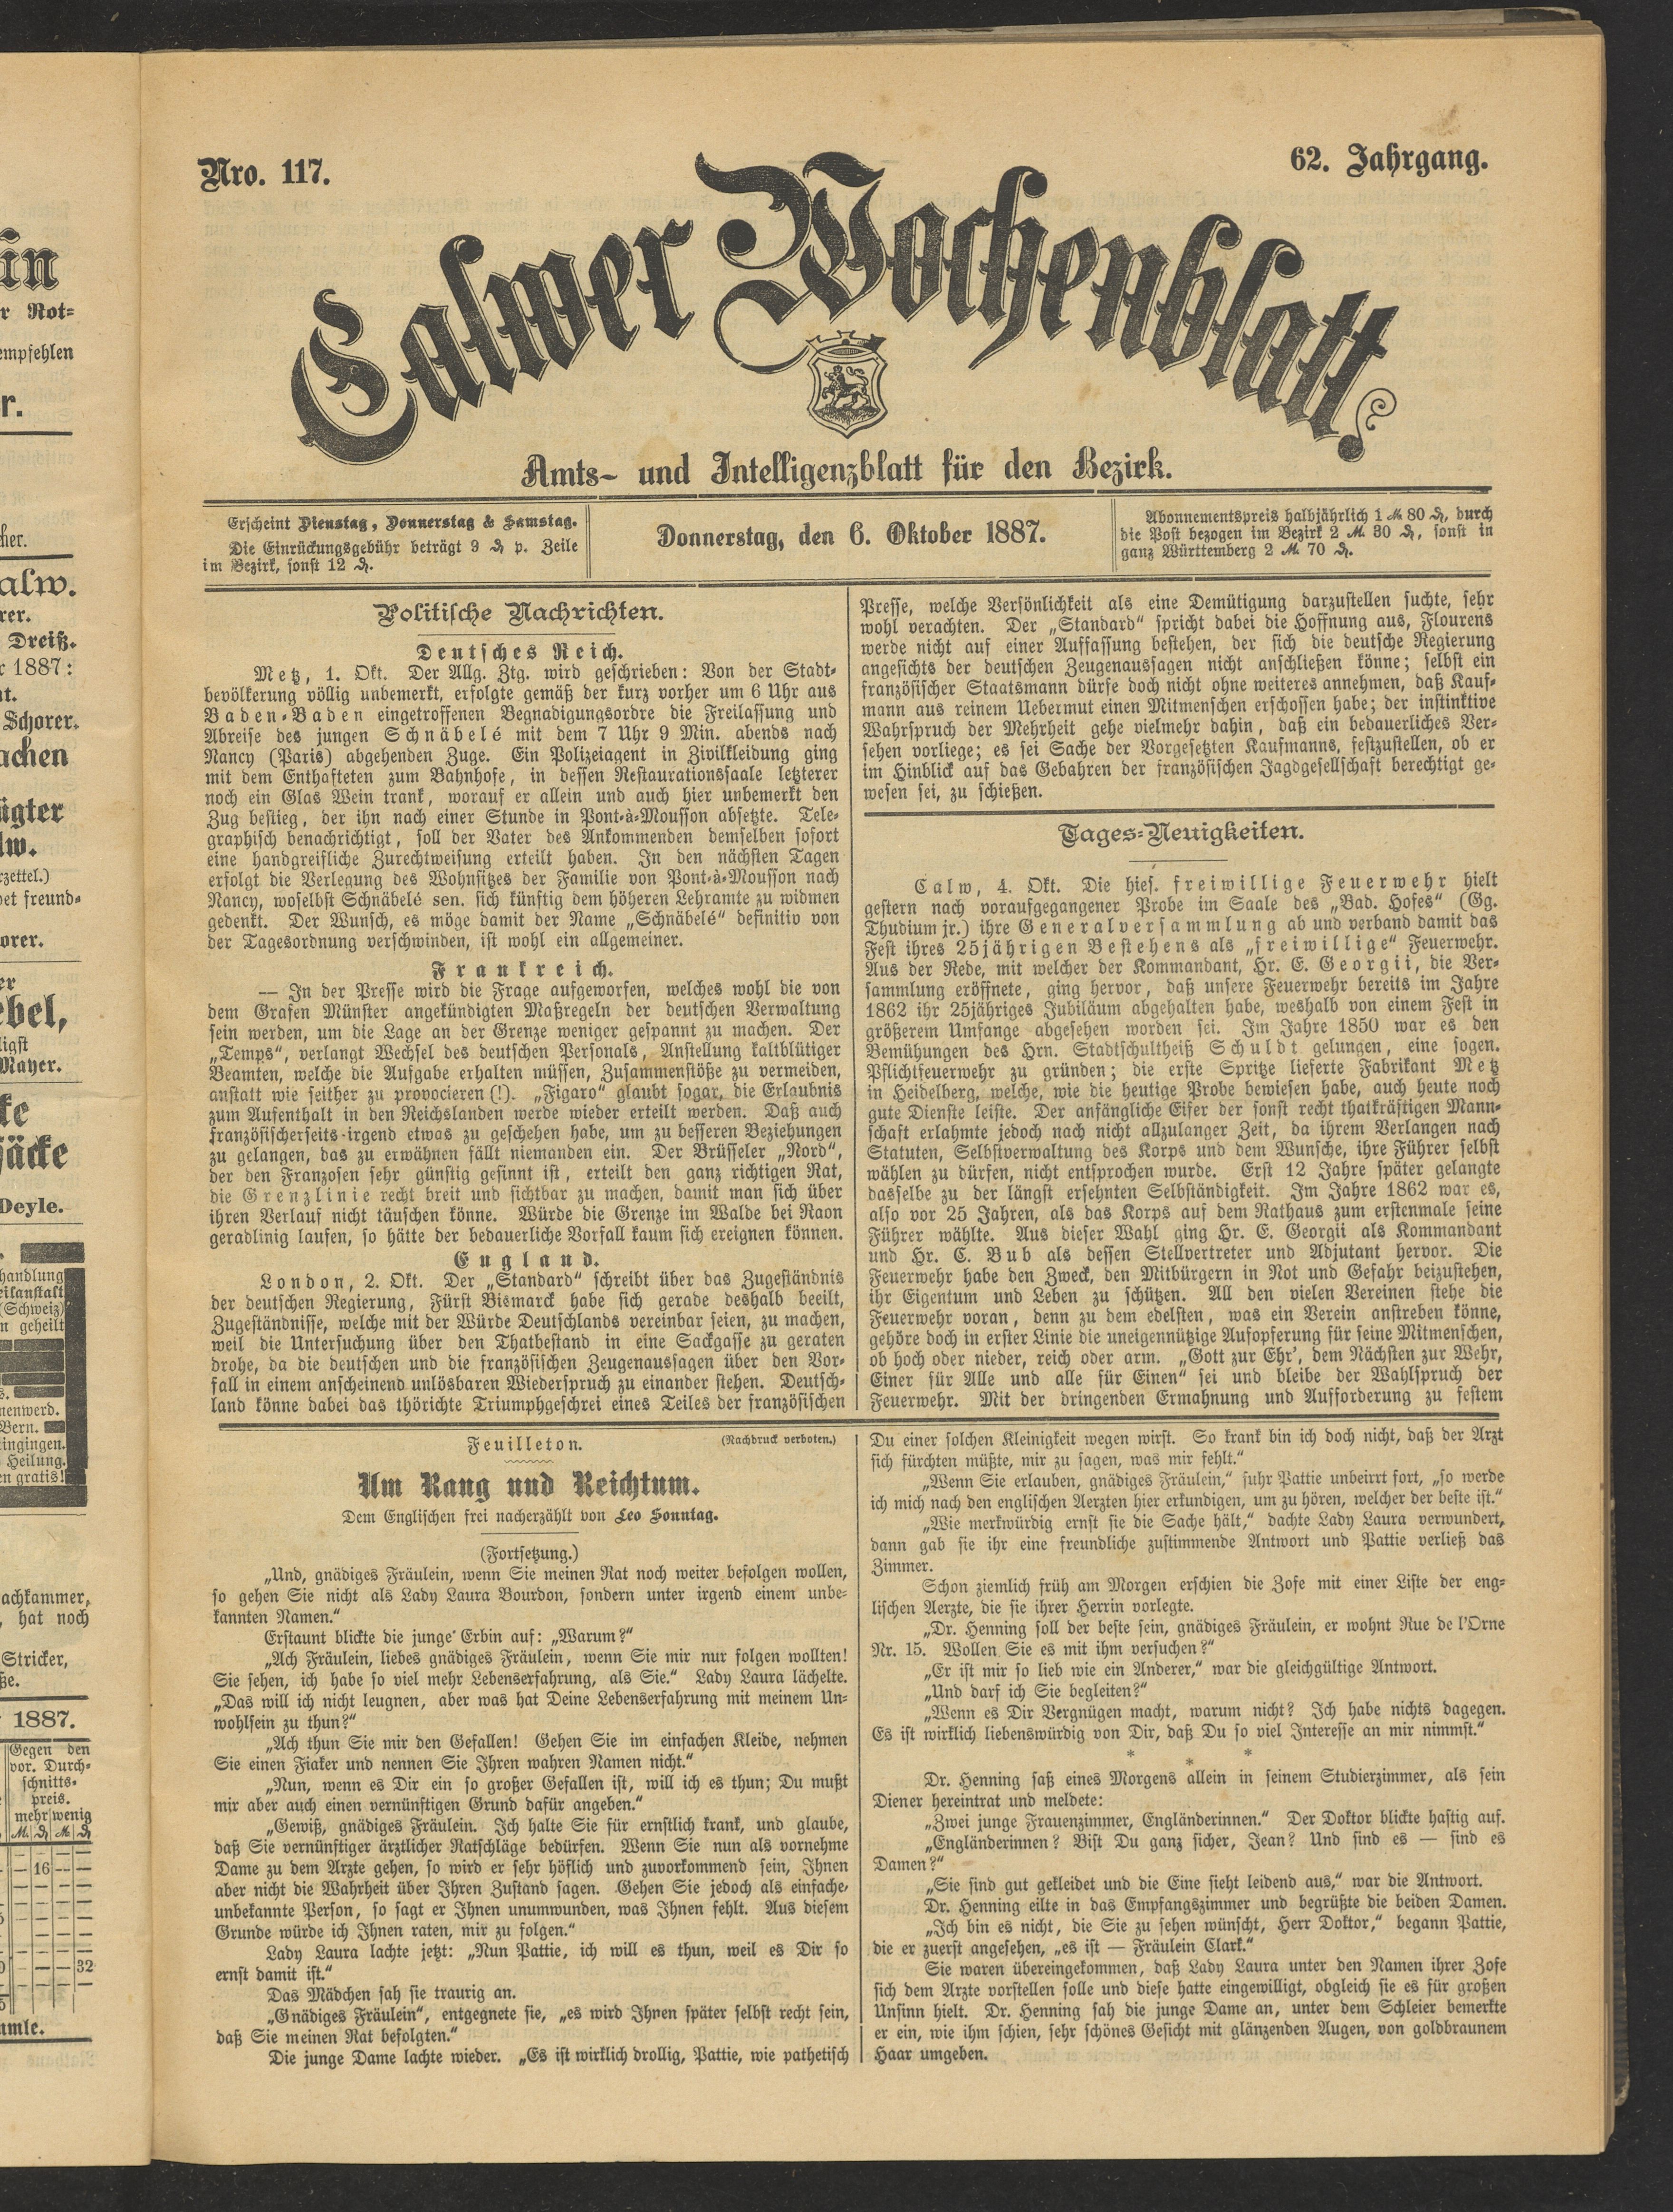 Nro. 117.
62. Jahrgang.
Calwer Wochenblatt
Amts- und Intelligenzblatt für den Bezirk.
Erscheint Dienstag, Donnerstag & Samstag.
Die Einrückungsgebühr beträgt 9 ₰ p. Zeile
im Bezirk, sonst 12 ₰.
Donnerstag, den 6. Oktober 1887.
Abonnementspreis halbjährlich 1 ℳ 80 ₰, durch
die Post bezogen im Bezirk 2 ℳ 30 ₰, sonst in
ganz Württemberg 2 ℳ 70 ₰.
Politische Nachrichten.
Deutsches Reich.
Metz, 1. Okt. Der Allg. Ztg. wird geschrieben: Von der Stadt-
bevölkerung völlig unbemerkt, erfolgte gemäß der kurz vorher um 6 Uhr aus
Baden-Baden eingetroffenen Begnadigungsordre die Freilassung und
Abreise des jungen Schnäbelé mit dem 7 Uhr 9 Min. abends nach
Nancy (Paris) abgehenden Zuge. Ein Polizeiagent in Zivilkleidung ging
mit dem Enthafteten zum Bahnhofe, in dessen Restaurationssaale letzterer
noch ein Glas Wein trank, worauf er allein und auch hier unbemerkt den
Zug bestieg, der ihn nach einer Stunde in Pont-à-Mousson absetzte. Tele-
graphisch benachrichtigt, soll der Vater des Ankommenden demselben sofort
eine handgreifliche Zurechtweisung erteilt haben. In den nächsten Tagen
erfolgt die Verlegung des Wohnsitzes der Familie von Pont-à-Mousson nach
Nancy, woselbst Schnäbelé sen. sich künftig dem höheren Lehramte zu widmen
gedenkt. Der Wunsch, es möge damit der Name „Schnäbelé“ definitiv von
der Tagesordnung verschwinden, ist wohl ein allgemeiner.
Frankreich.
— In der Presse wird die Frage aufgeworfen, welches wohl die von
dem Grafen Münster angekündigten Maßregeln der deutschen Verwaltung
sein werden, um die Lage an der Grenze weniger gespannt zu machen. Der
„Temps“, verlangt Wechsel des deutschen Personals, Anstellung kaltblütiger
Beamten, welche die Aufgabe erhalten müssen, Zusammenstöße zu vermeiden,
anstatt wie seither zu provocieren (!). „Figaro“ glaubt sogar, die Erlaubnis
zum Aufenthalt in den Reichslanden werde wieder erteilt werden. Daß auch
französischerseits irgend etwas zu geschehen habe, um zu besseren Beziehungen
zu gelangen, das zu erwähnen fällt niemanden ein. Der Brüsseler „Nord“,
der den Franzosen sehr günstig gesinnt ist, erteilt den ganz richtigen Rat,
die Grenzlinie recht breit und sichtbar zu machen, damit man sich über
ihren Verlauf nicht täuschen könne. Würde die Grenze im Walde bei Raon
geradlinig laufen, so hätte der bedauerliche Vorfall kaum sich ereignen können.
England.
London, 2. Okt. Der „Standard“ schreibt über das Zugeständnis
der deutschen Regierung, Fürst Bismarck habe sich gerade deshalb beeilt,
Zugeständnisse, welche mit der Würde Deutschlands vereinbar seien, zu machen,
weil die Untersuchung über den Thatbestand in eine Sackgasse zu geraten
drohe, da die deutschen und die französischen Zeugenaussagen über den Vor-
fall in einem anscheinend unlösbaren Wiederspruch zu einander stehen. Deutsch-
land könne dabei das thörichte Triumphgeschrei eines Teiles der französischen
Presse, welche Versönlichkeit als eine Demütigung darzustellen suchte, sehr
wohl verachten. Der „Standard“ spricht dabei die Hoffnung aus, Flourens
werde nicht auf einer Auffassung bestehen, der sich die deutsche Regierung
angesichts der deutschen Zeugenaussagen nicht anschließen könne; selbst ein
französischer Staatsmann dürfe doch nicht ohne weiteres annehmen, daß Kauf-
mann aus reinem Uebermut einen Mitmenschen erschossen habe; der instinktive
Wahrspruch der Mehrheit gehe vielmehr dahin, daß ein bedauerliches Ver-
sehen vorliege; es sei Sache der Vorgesetzten Kaufmanns, festzustellen, ob er
im Hinblick auf das Gebahren der französischen Jagdgesellschaft berechtigt ge-
wesen sei, zu schießen.
Tages-Neuigkeiten.
Calw, 4. Okt. Die hies. freiwillige Feuerwehr hielt
gestern nach voraufgegangener Probe im Saale des „Bad. Hofes“ (Gg.
Thudium jr.) ihre Generalversammlung ab und verband damit das
Fest ihres 25jährigen Bestehens als „freiwillige“ Feuerwehr.
Aus der Rede, mit welcher der Kommandant, Hr. E. Georgii, die Ver-
sammlung eröffnete, ging hervor, daß unsere Feuerwehr bereits im Jahre
1862 ihr 25jähriges Jubiläum abgehalten habe, weshalb von einem Fest in
größerem Umfange abgesehen worden sei. Im Jahre 1850 war es den
Bemühungen des Hrn. Stadtschultheiß Schuldt gelungen, eine sogen.
Pflichtfeuerwehr zu gründen; die erste Spritze lieferte Fabrikant Metz
in Heidelberg, welche, wie die heutige Probe bewiesen habe, auch heute noch
gute Dienste leiste. Der anfängliche Eifer der sonst recht thatkräftigen Mann-
schaft erlahmte jedoch nach nicht allzulanger Zeit, da ihrem Verlangen nach
Statuten, Selbstverwaltung des Korps und dem Wunsche, ihre Führer selbst
wählen zu dürfen, nicht entsprochen wurde. Erst 12 Jahre später gelangte
dasselbe zu der längst ersehnten Selbständigkeit. Im Jahre 1862 war es,
also vor 25 Jahren, als das Korps auf dem Rathaus zum erstenmale seine
Führer wählte. Aus dieser Wahl ging Hr. E. Georgii als Kommandant
und Hr. C. Bub als dessen Stellvertreter und Adjutant hervor. Die
Feuerwehr habe den Zweck, den Mitbürgern in Not und Gefahr beizustehen,
ihr Eigentum und Leben zu schützen. All den vielen Vereinen stehe die
Feuerwehr voran, denn zu dem edelsten, was ein Verein anstreben könne,
gehöre doch in erster Linie die uneigennützige Aufopferung für seine Mitmenschen,
ob hoch oder nieder, reich oder arm. „Gott zur Ehr', dem Nächsten zur Wehr,
Einer für Alle und alle für Einen“ sei und bleibe der Wahlspruch der
Feuerwehr. Mit der dringenden Ermahnung und Aufforderung zu festem
Feuilleton.
(Nachdruck verboten.)
Um Rang und Reichtum.
Dem Englischen frei nacherzählt von Leo Sonntag.
(Fortsetzung.)
„Und, gnädiges Fräulein, wenn Sie meinen Rat noch weiter befolgen wollen,
so gehen Sie nicht als Lady Laura Bourdon, sondern unter irgend einem unbe-
kannten Namen.“
Erstaunt blickte die junge Erbin auf: „Warum?“
„Ach Fräulein, liebes gnädiges Fräulein, wenn Sie mir nur folgen wollten!
Sie sehen, ich habe so viel mehr Lebenserfahrung, als Sie.“ Lady Laura lächelte.
„Das will ich nicht leugnen, aber was hat Deine Lebenserfahrung mit meinem Un-
wohlsein zu thun?“
„Ach thun Sie mir den Gefallen! Gehen Sie im einfachen Kleide, nehmen
Sie einen Fiaker und nennen Sie Ihren wahren Namen nicht.“
„Nun, wenn es Dir ein so großer Gefallen ist, will ich es thun; Du mußt
mir aber auch einen vernünftigen Grund dafür angeben.“
„Gewiß, gnädiges Fräulein. Ich halte Sie für ernstlich krank, und glaube,
daß Sie vernünftiger ärztlicher Ratschläge bedürfen. Wenn Sie nun als vornehme
Dame zu dem Arzte gehen, so wird er sehr höflich und zuvorkommend sein, Ihnen
aber nicht die Wahrheit über Ihren Zustand sagen. Gehen Sie jedoch als einfache,
unbekannte Person, so sagt er Ihnen unumwunden, was Ihnen fehlt. Aus diesem
Grunde würde ich Ihnen raten, mir zu folgen.“
Lady Laura lachte jetzt: „Nun Pattie, ich will es thun, weil es Dir so
ernst damit ist.“
Das Mädchen sah sie traurig an.
„Gnädiges Fräulein“, entgegnete sie, „es wird Ihnen später selbst recht sein,
daß Sie meinen Rat befolgten.“
Die junge Dame lachte wieder. „Es ist wirklich drollig, Pattie, wie pathetisch
Du einer solchen Kleinigkeit wegen wirst. So krank bin ich doch nicht, daß der Arzt
sich fürchten müßte, mir zu sagen, was mir fehlt.“
„Wenn Sie erlauben, gnädiges Fräulein,“ fuhr Pattie unbeirrt fort, „so werde
ich mich nach den englischen Aerzten hier erkundigen, um zu hören, welcher der beste ist.“
„Wie merkwürdig ernst sie die Sache hält,“ dachte Lady Laura verwundert,
dann gab sie ihr eine freundliche zustimmende Antwort und Pattie verließ das
Zimmer.
Schon ziemlich früh am Morgen erschien die Zofe mit einer Liste der eng-
lischen Aerzte, die sie ihrer Herrin vorlegte.
„Dr. Henning soll der beste sein, gnädiges Fräulein, er wohnt Rue de l'Orne
Nr. 15. Wollen Sie es mit ihm versuchen?“
„Er ist mir so lieb wie ein Anderer,“ war die gleichgültige Antwort.
„Und darf ich Sie begleiten?“
„Wenn es Dir Vergnügen macht, warum nicht? Ich habe nichts dagegen.
Es ist wirklich liebenswürdig von Dir, daß Du so viel Interesse an mir nimmst.“
* * *
Dr. Henning saß eines Morgens allein in seinem Studierzimmer, als sein
Diener hereintrat und meldete:
„Zwei junge Frauenzimmer, Engländerinnen.“ Der Doktor blickte hastig auf.
„Engländerinnen? Bist Du ganz sicher, Jean? Und sind es — sind es
Damen?“
„Sie sind gut gekleidet und die Eine sieht leidend aus,“ war die Antwort.
Dr. Henning eilte in das Empfangszimmer und begrüßte die beiden Damen.
„Ich bin es nicht, die Sie zu sehen wünscht, Herr Doktor,“ begann Pattie,
die er zuerst angesehen, „es ist — Fräulein Clark.“
Sie waren übereingekommen, daß Lady Laura unter den Namen ihrer Zofe
sich dem Arzte vorstellen solle und diese hatte eingewilligt, obgleich sie es für großen
Unsinn hielt. Dr. Henning sah die junge Dame an, unter dem Schleier bemerkte
er ein, wie ihm schien, sehr schönes Gesicht mit glänzenden Augen, von goldbraunem
Haar umgeben.